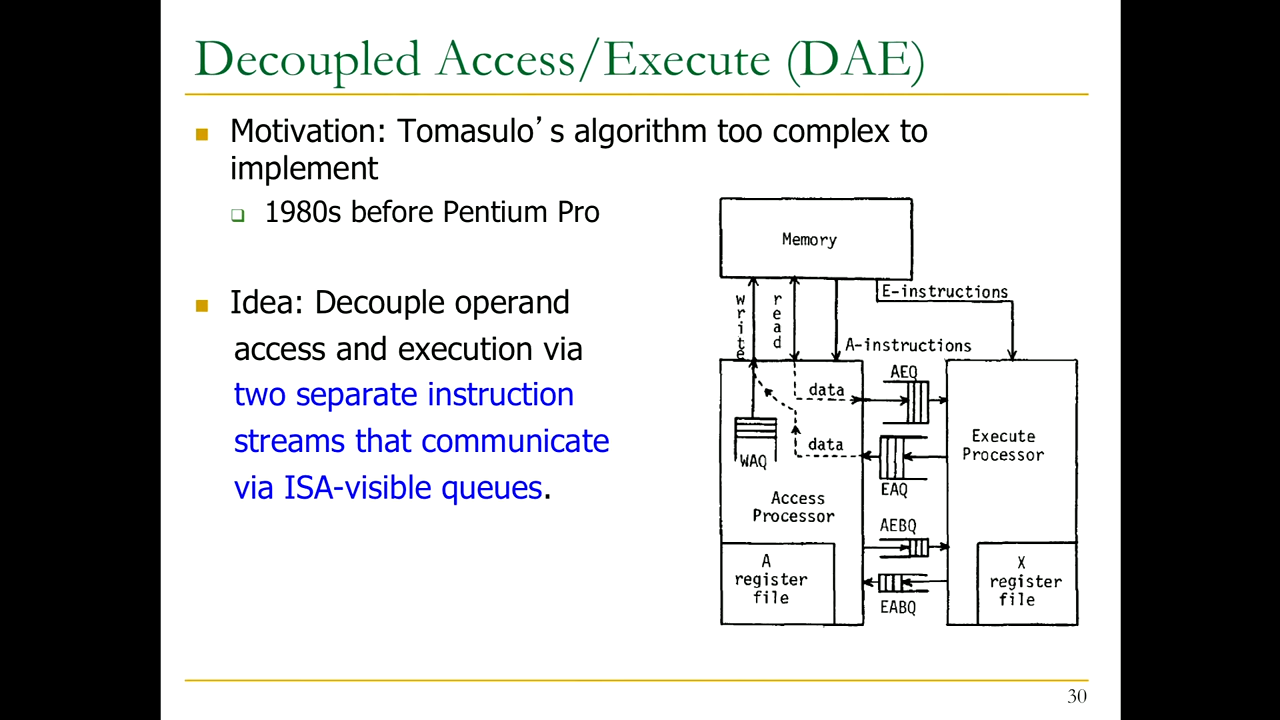 Decoupled Access/Execute (DAE)
Motivation: Tomasulo’s algorithm too complex to
implement
1980s before Pentium Pro
Idea: Decouple operand
access and execution via
two separate instruction
streams that communicate
via ISA-visible queues.
Memory
write
read
E-instructions
A-instructions
AEQ
data
data
WAQ
EAQ
Execute
Processor
Access
Processor
AEBQ
A
register
file
EABQ
X
register
file
30